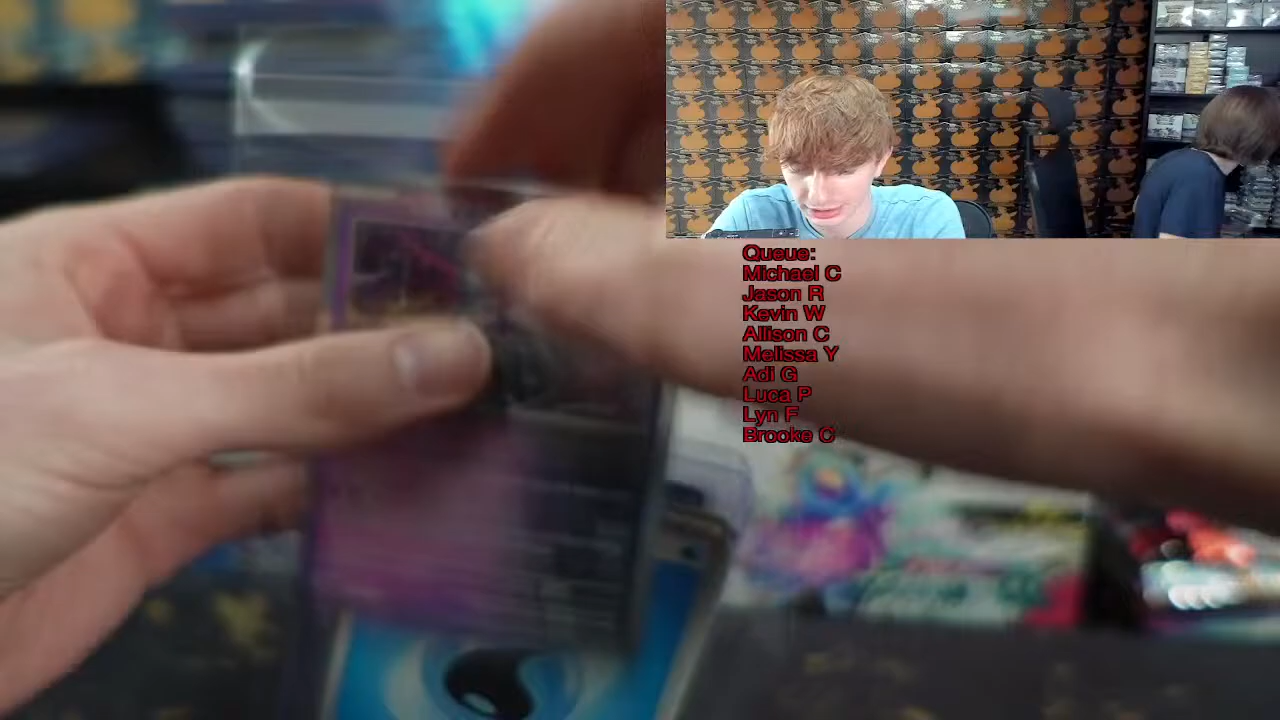 Queue:
Michael C
Jason R
Kevin W
Allison C
Melissa Y
Adi G
Luca P
Lyn F
Brooke C